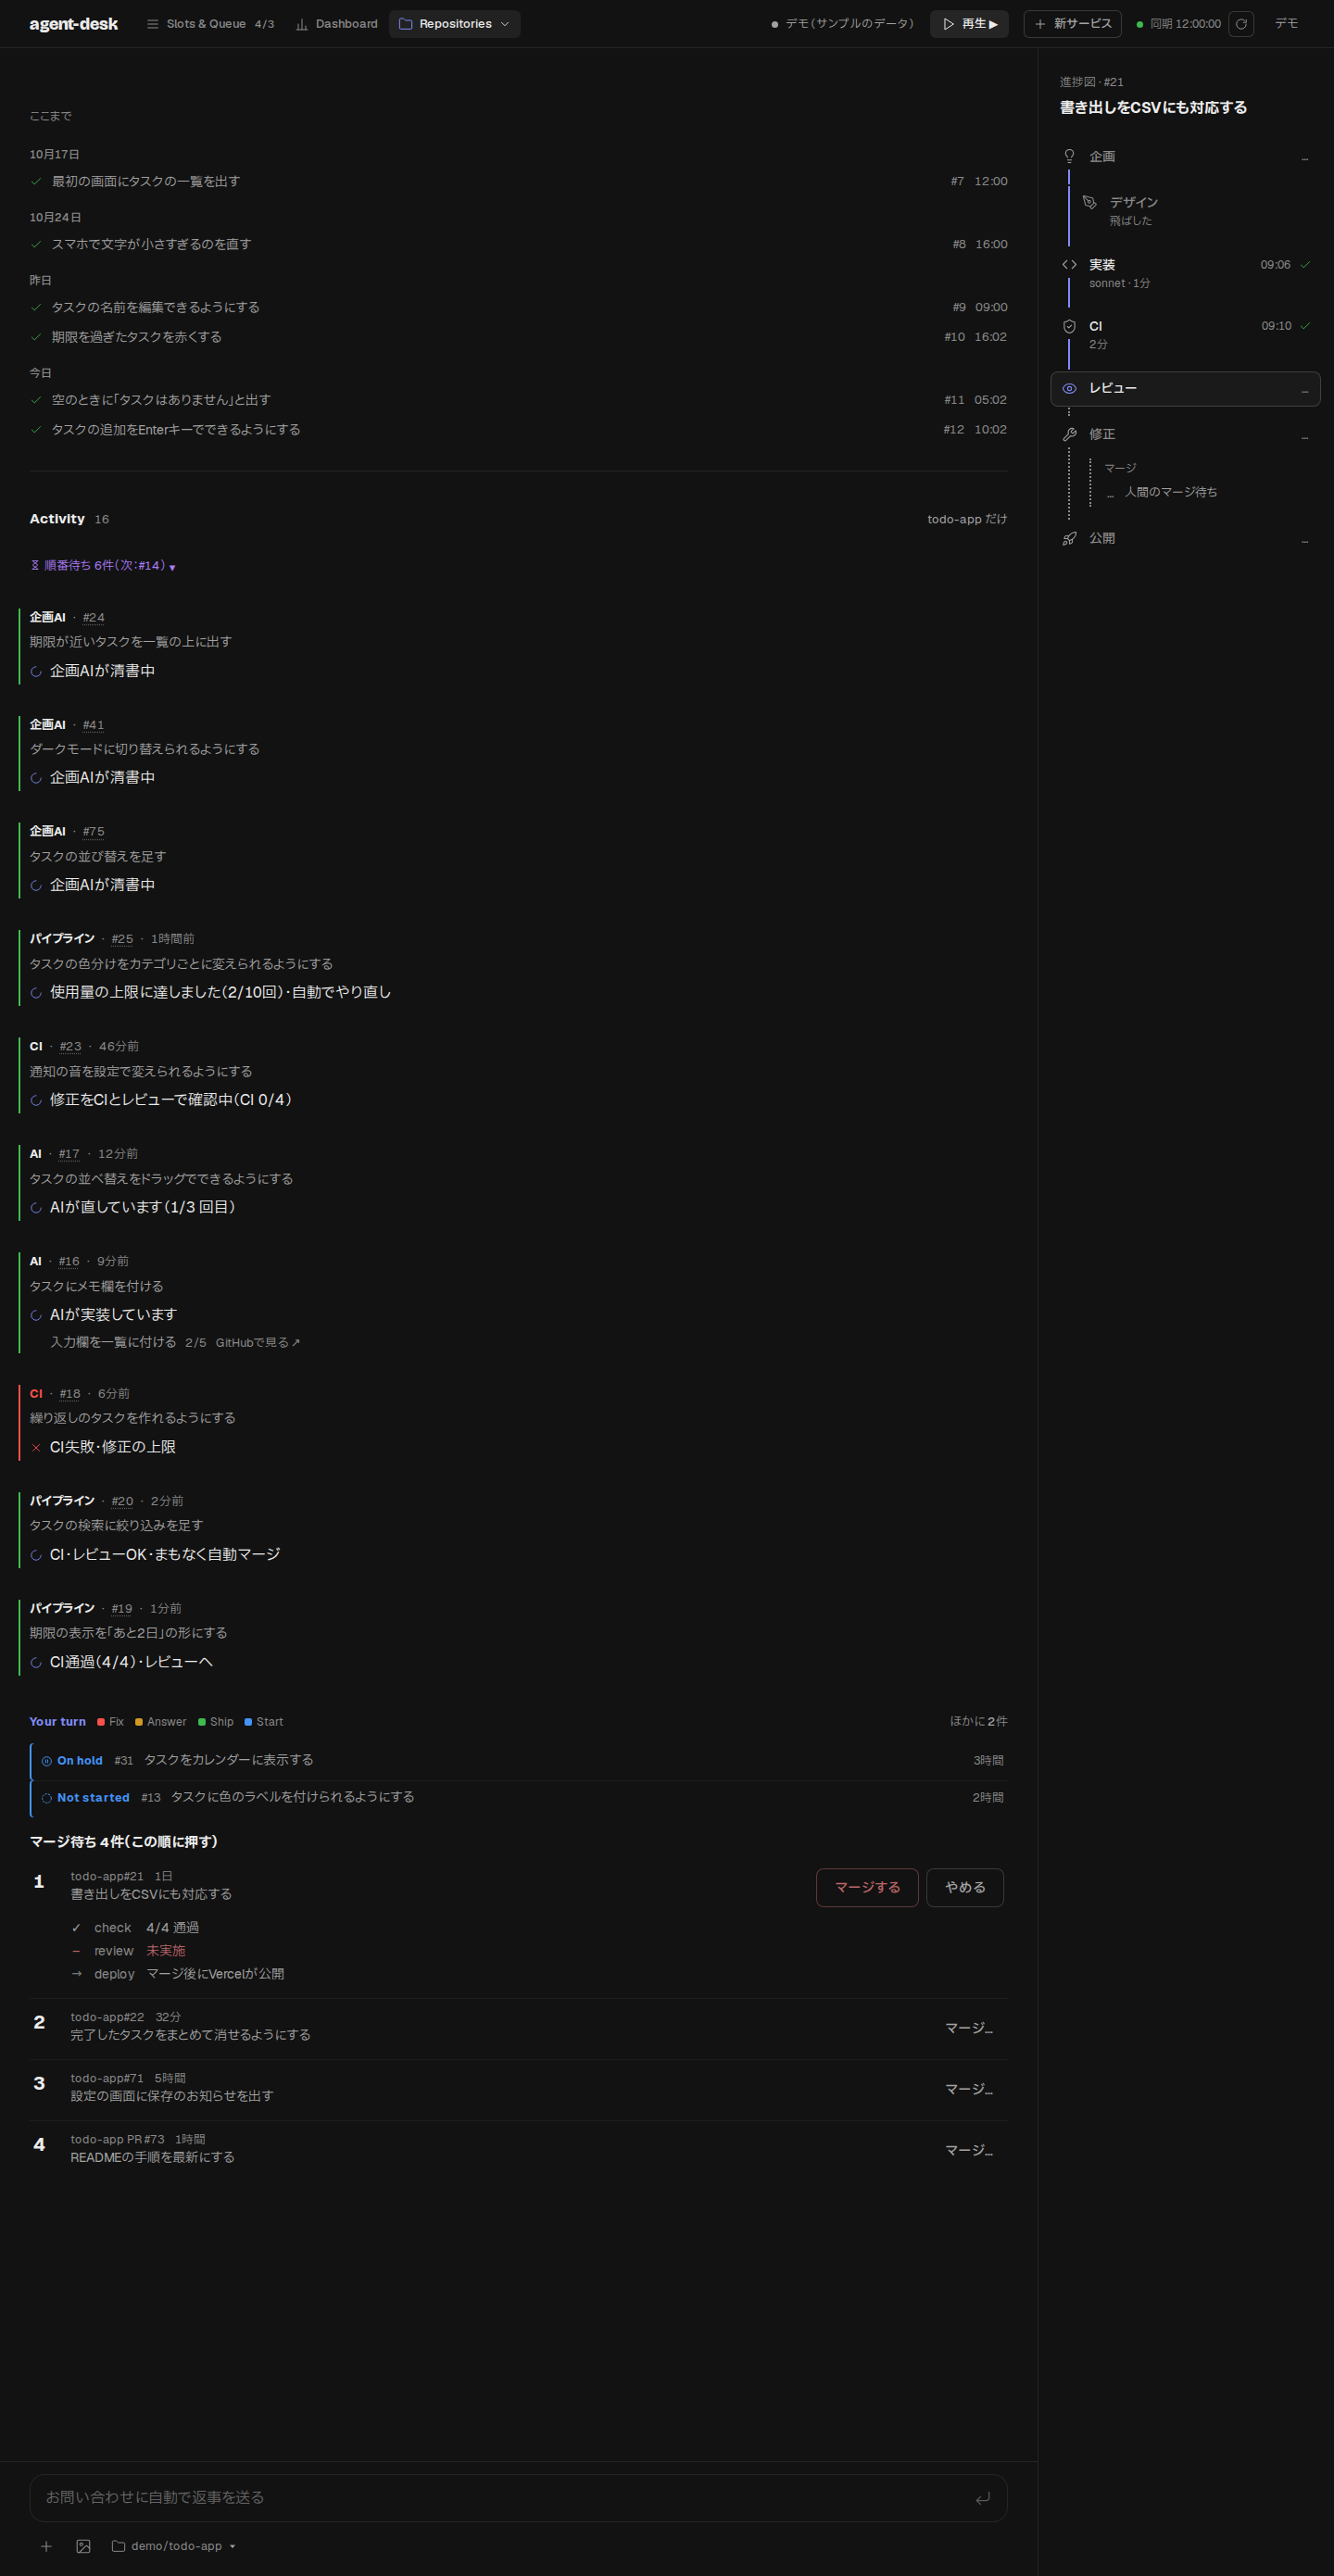 agent-desk Slots & Queue 4/3 Dashboard Repositories デモ(サンプルのデータ) 再生 ▶ 新サービス 同期 12:00:00 デモ
ここまで
10月17日
最初の画面にタスクの一覧を出す #7 12:00
10月24日
スマホで文字が小さすぎるのを直す #8 16:00
昨日
タスクの名前を編集できるようにする #9 09:00
期限を過ぎたタスクを赤くする #10 16:02
今日
空のときに「タスクはありません」と出す #11 05:02
タスクの追加をEnterキーでできるようにする #12 10:02
Activity 16 todo-app だけ
順番待ち 6件(次:#14) ▼
企画AI · #24
期限が近いタスクを一覧の上に出す
企画AIが清書中
企画AI · #41
ダークモードに切り替えられるようにする
企画AIが清書中
企画AI · #75
タスクの並び替えを足す
企画AIが清書中
パイプライン · #25 · 1時間前
タスクの色分けをカテゴリごとに変えられるようにする
使用量の上限に達しました(2/10回)・自動でやり直し
CI · #23 · 46分前
通知の音を設定で変えられるようにする
修正をCIとレビューで確認中(CI 0/4)
AI · #17 · 12分前
タスクの並べ替えをドラッグでできるようにする
AIが直しています(1/3 回目)
AI · #16 · 9分前
タスクにメモ欄を付ける
AIが実装しています
入力欄を一覧に付ける 2/5 GitHubで見る ↗
CI · #18 · 6分前
繰り返しのタスクを作れるようにする
CI失敗・修正の上限
パイプライン · #20 · 2分前
タスクの検索に絞り込みを足す
CI・レビューOK・まもなく自動マージ
パイプライン · #19 · 1分前
期限の表示を「あと2日」の形にする
CI通過(4/4)・レビューへ
Your turn Fix Answer Ship Start ほかに 2件
On hold #31 タスクをカレンダーに表示する 3時間
Not started #13 タスクに色のラベルを付けられるようにする 2時間
マージ待ち 4件(この順に押す)
1 todo-app#21 1日
書き出しをCSVにも対応する マージする やめる
✓ check 4/4 通過
– review 未実施
→ deploy マージ後にVercelが公開
2 todo-app#22 32分
完了したタスクをまとめて消せるようにする マージ…
3 todo-app#71 5時間
設定の画面に保存のお知らせを出す マージ…
4 todo-app PR#73 1時間
READMEの手順を最新にする マージ…
お問い合わせに自動で返事を送る
demo/todo-app ▾
進捗図 · #21
書き出しをCSVにも対応する
企画 …
デザイン
飛ばした
実装 09:06
sonnet · 1分
CI 09:10
2分
レビュー …
修正 …
マージ
… 人間のマージ待ち
公開 …